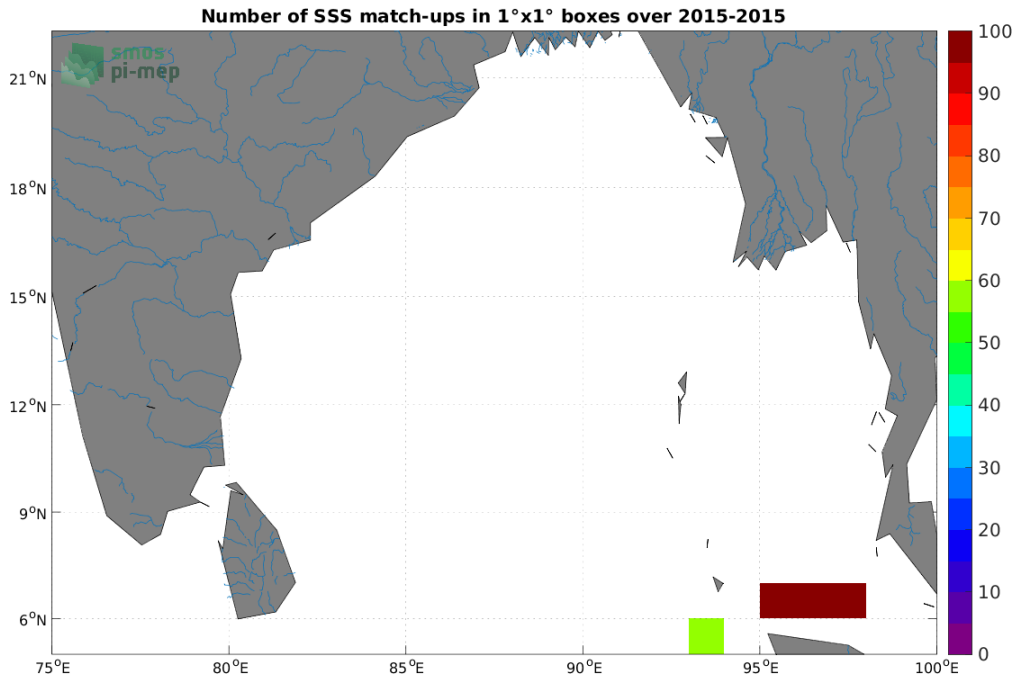 Number of SSS match-ups in 1°x1° boxes over 2015-2015
smos
pi-mep
21°N
18°N
15°N
12°N
9°N
6°N
75°E 80°E 85°E 90°E 95°E 100°E
100
90
80
70
60
50
40
30
20
10
0